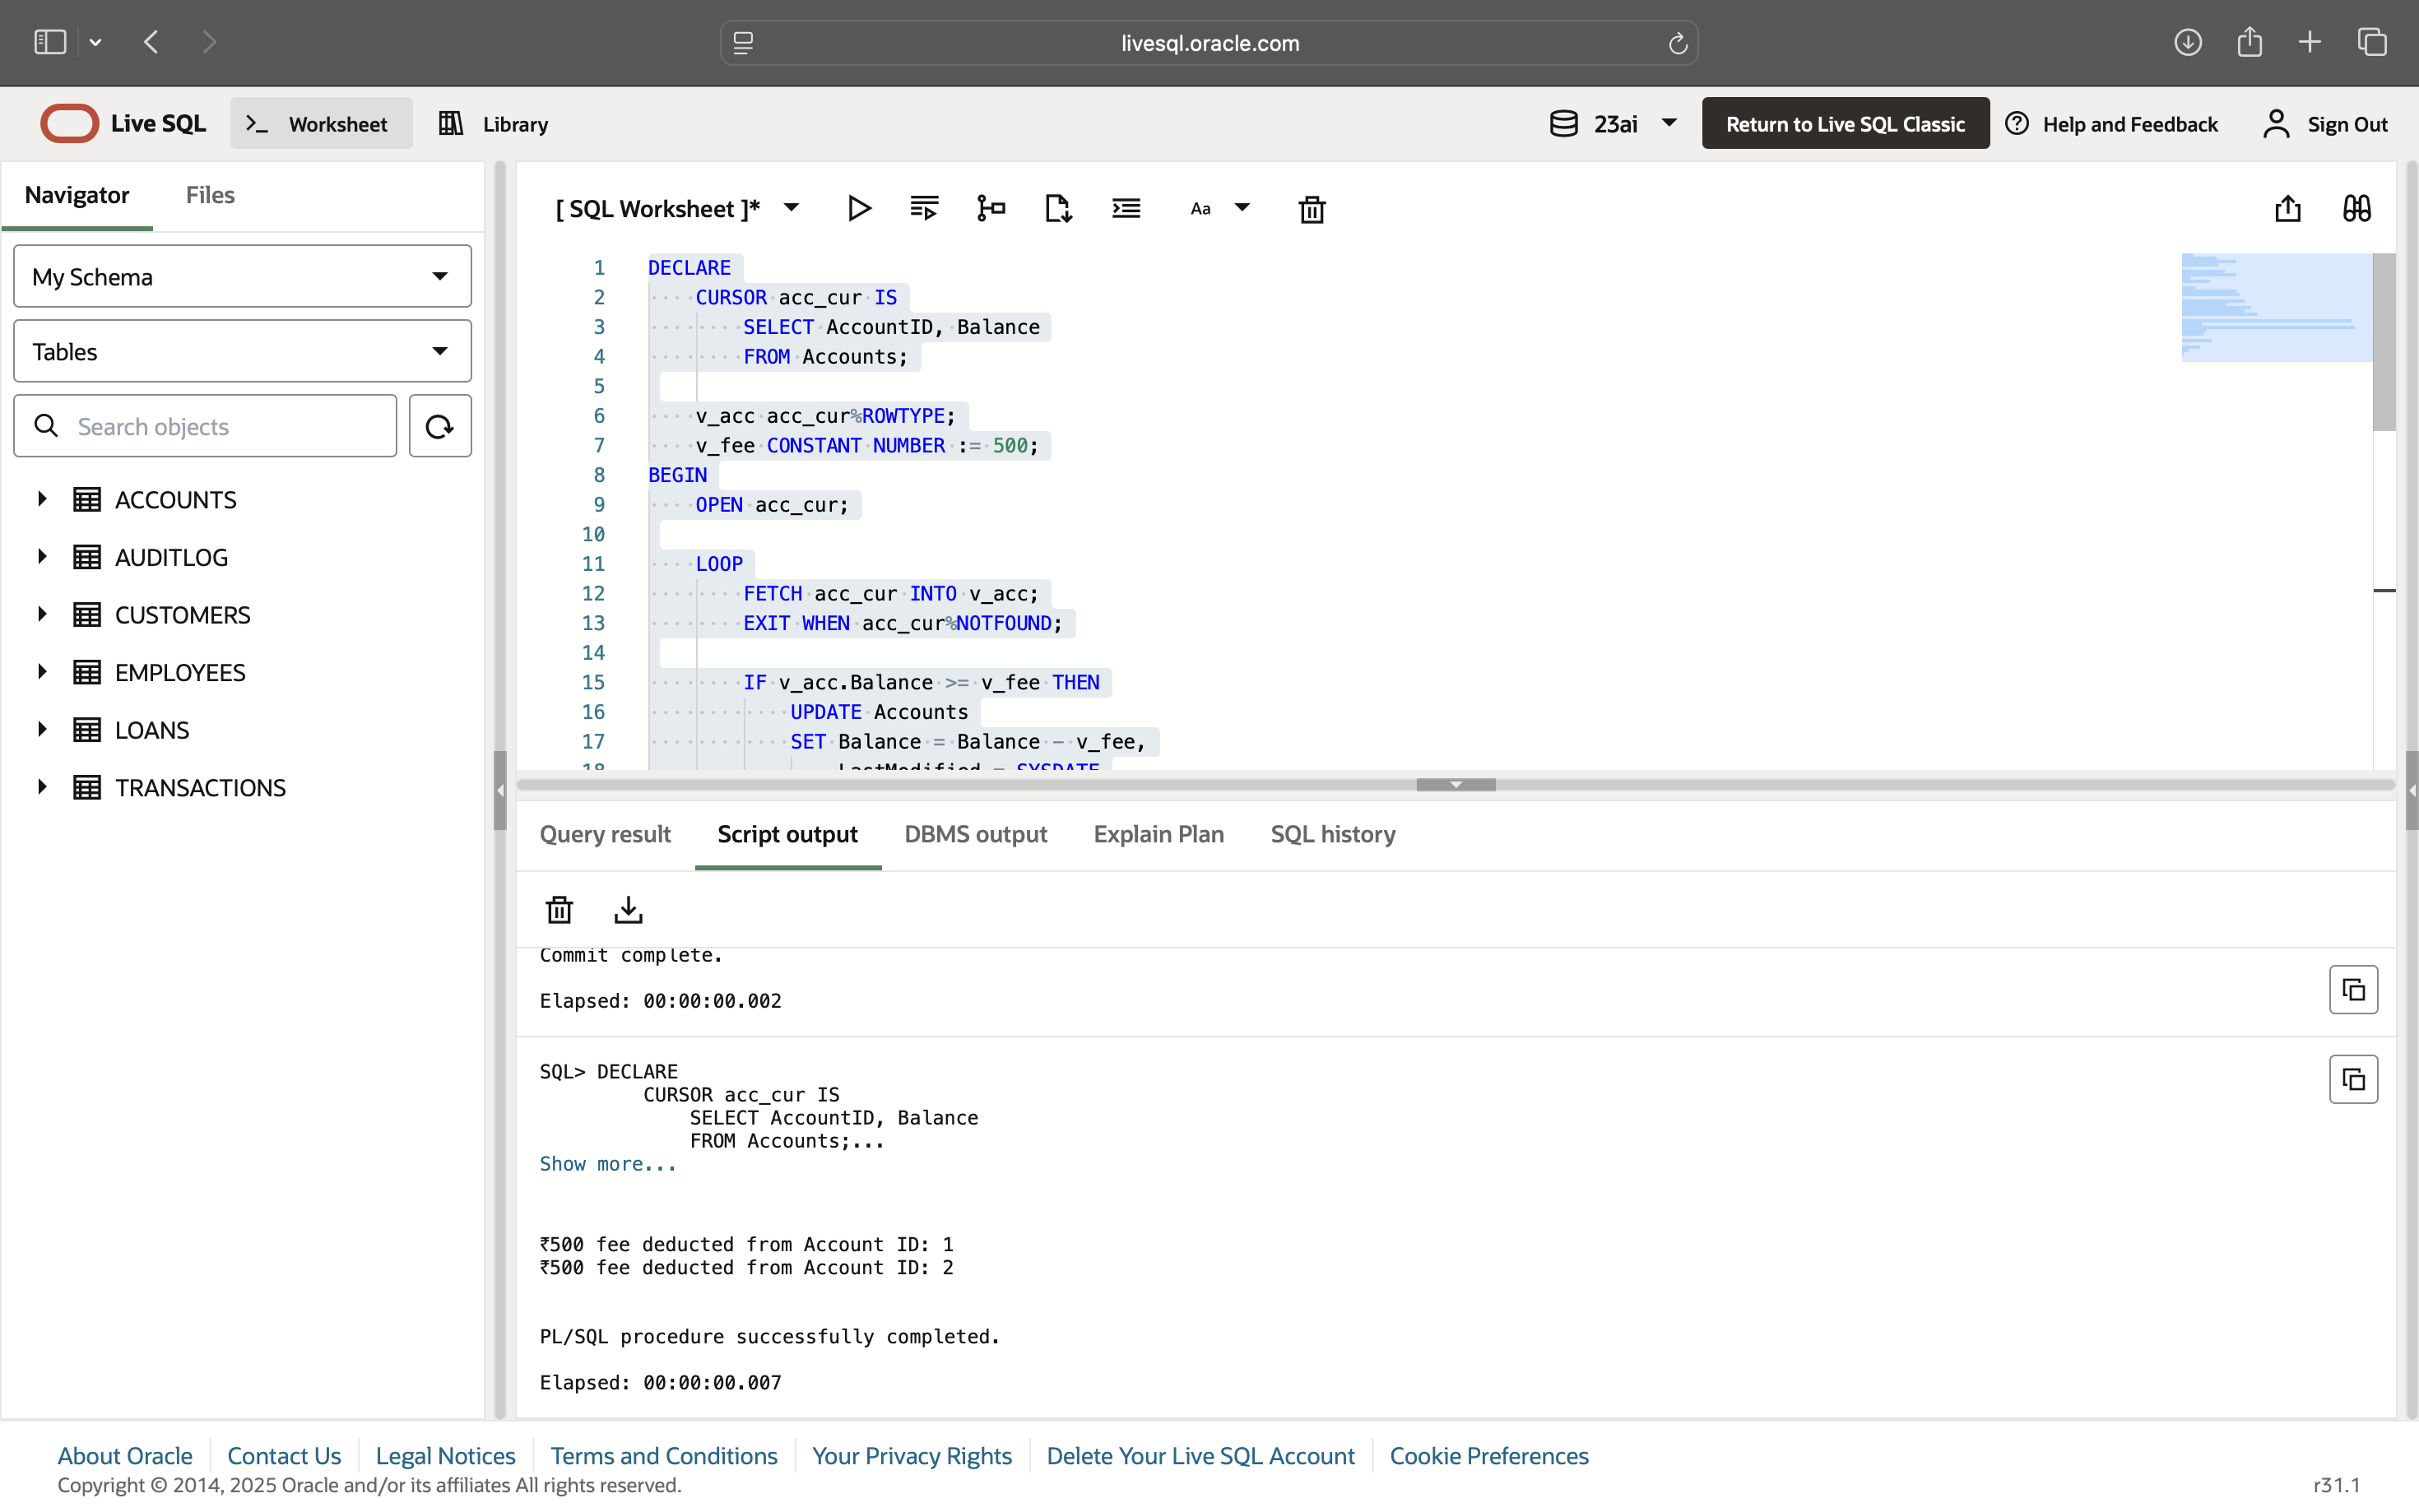 livesql.oracle.com
Live SQL
Worksheet
Library
23ai
Return to Live SQL Classic
Help and Feedback
Sign Out
Navigator
Files
My Schema
Tables
Search objects
ACCOUNTS
AUDITLOG
CUSTOMERS
EMPLOYEES
LOANS
TRANSACTIONS
[ SQL Worksheet ]*
Aa
1 DECLARE
2 CURSOR acc_cur IS
3 SELECT AccountID, Balance
4 FROM Accounts;
5
6 v_acc acc_cur%ROWTYPE;
7 v_fee CONSTANT NUMBER := 500;
8 BEGIN
9 OPEN acc_cur;
10
11 LOOP
12 FETCH acc_cur INTO v_acc;
13 EXIT WHEN acc_cur%NOTFOUND;
14
15 IF v_acc.Balance >= v_fee THEN
16 UPDATE Accounts
17 SET Balance = Balance - v_fee,
18 LastModified = SYSDATE
Query result
Script output
DBMS output
Explain Plan
SQL history
Commit complete.
Elapsed: 00:00:00.002
SQL> DECLARE
CURSOR acc_cur IS
SELECT AccountID, Balance
FROM Accounts;...
Show more...
₹500 fee deducted from Account ID: 1
₹500 fee deducted from Account ID: 2
PL/SQL procedure successfully completed.
Elapsed: 00:00:00.007
About Oracle
Contact Us
Legal Notices
Terms and Conditions
Your Privacy Rights
Delete Your Live SQL Account
Cookie Preferences
Copyright © 2014, 2025 Oracle and/or its affiliates All rights reserved.
r31.1